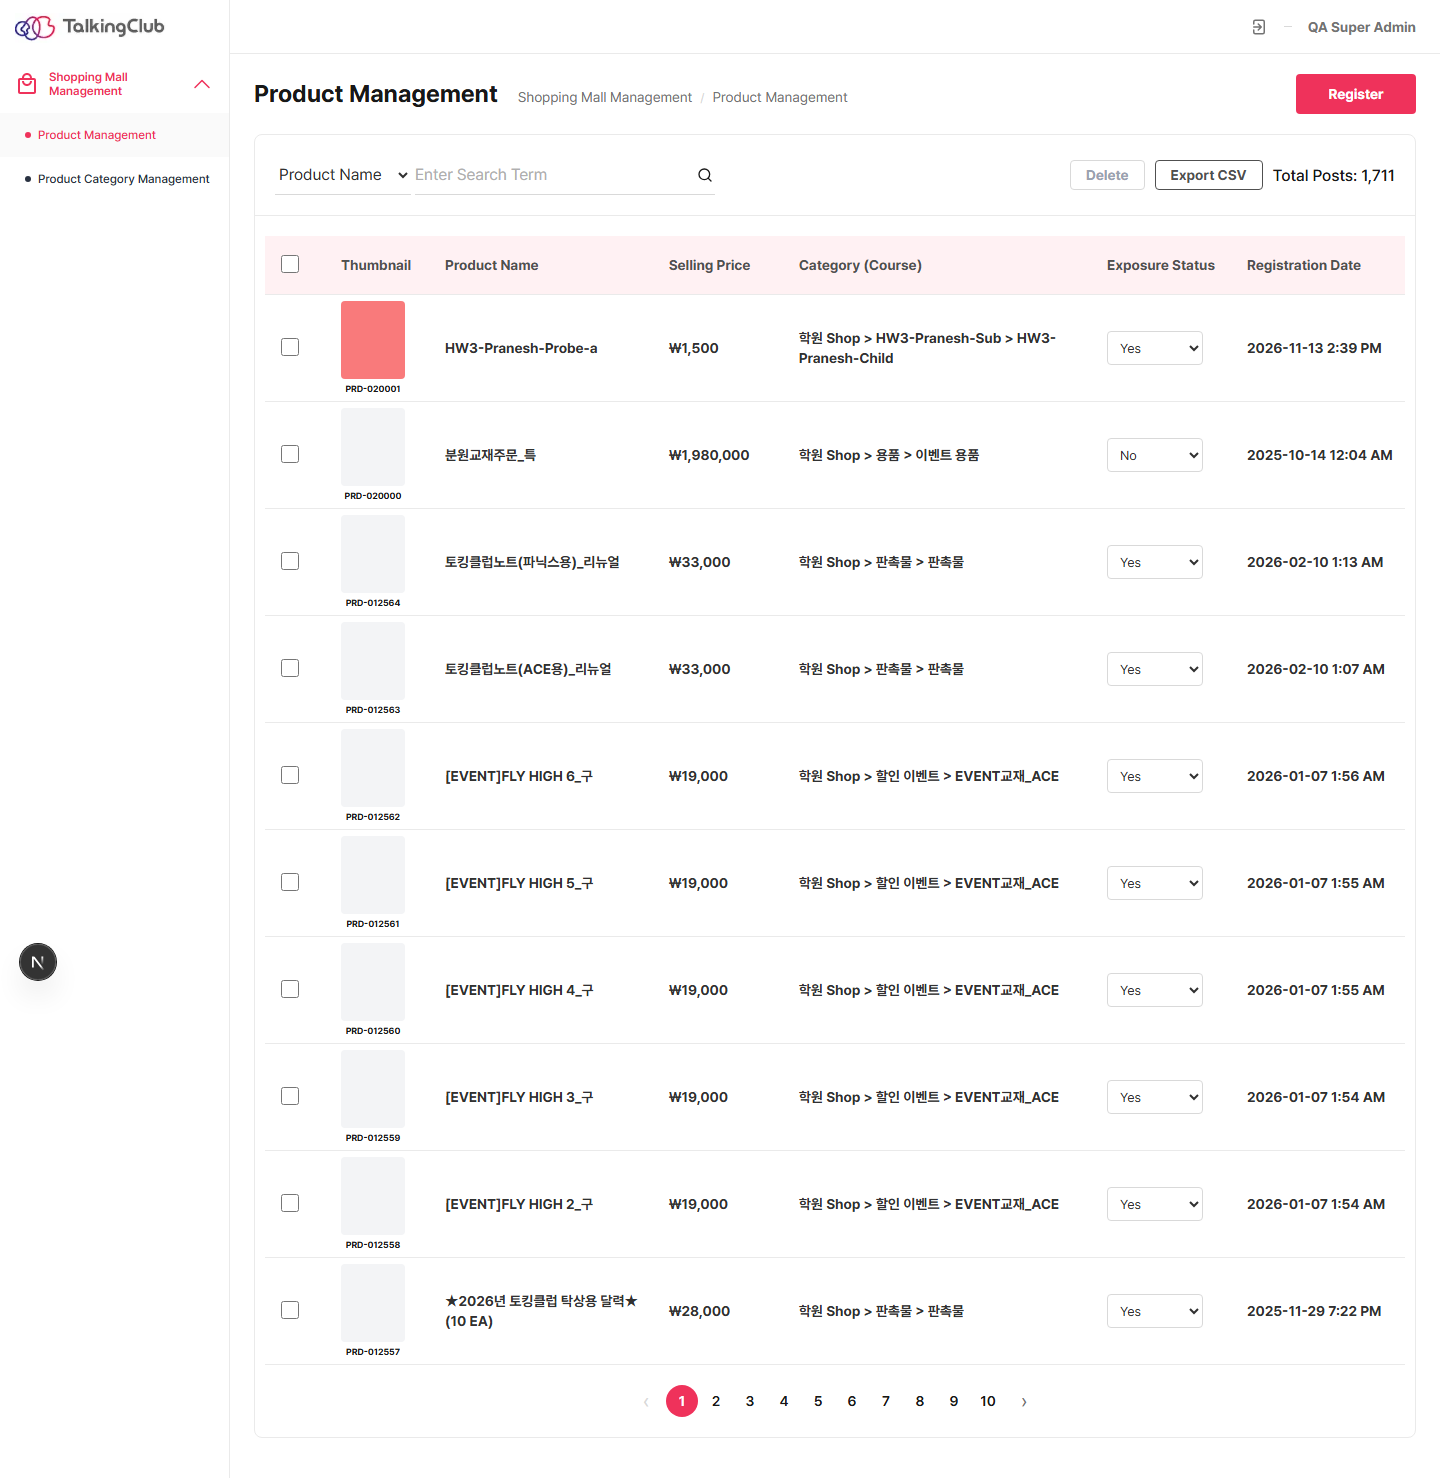 TalkingClub
QA Super Admin
Shopping Mall
Management
Product Management
Product Category Management
Product Management
Shopping Mall Management / Product Management
Register
Product Name
Enter Search Term
Delete
Export CSV
Total Posts: 1,711
Thumbnail Product Name Selling Price Category (Course) Exposure Status Registration Date
PRD-020001
HW3-Pranesh-Probe-a
₩1,500
학원 Shop > HW3-Pranesh-Sub > HW3-
Pranesh-Child
Yes
2026-11-13 2:39 PM
PRD-020000
분원교재주문_특
₩1,980,000
학원 Shop > 용품 > 이벤트 용품
No
2025-10-14 12:04 AM
PRD-012564
토킹클럽노트(파닉스용)_리뉴얼
₩33,000
학원 Shop > 판촉물 > 판촉물
Yes
2026-02-10 1:13 AM
PRD-012563
토킹클럽노트(ACE용)_리뉴얼
₩33,000
학원 Shop > 판촉물 > 판촉물
Yes
2026-02-10 1:07 AM
PRD-012562
[EVENT]FLY HIGH 6_구
₩19,000
학원 Shop > 할인 이벤트 > EVENT교재_ACE
Yes
2026-01-07 1:56 AM
PRD-012561
[EVENT]FLY HIGH 5_구
₩19,000
학원 Shop > 할인 이벤트 > EVENT교재_ACE
Yes
2026-01-07 1:55 AM
PRD-012560
[EVENT]FLY HIGH 4_구
₩19,000
학원 Shop > 할인 이벤트 > EVENT교재_ACE
Yes
2026-01-07 1:55 AM
PRD-012559
[EVENT]FLY HIGH 3_구
₩19,000
학원 Shop > 할인 이벤트 > EVENT교재_ACE
Yes
2026-01-07 1:54 AM
PRD-012558
[EVENT]FLY HIGH 2_구
₩19,000
학원 Shop > 할인 이벤트 > EVENT교재_ACE
Yes
2026-01-07 1:54 AM
PRD-012557
★2026년 토킹클럽 탁상용 달력★
(10 EA)
₩28,000
학원 Shop > 판촉물 > 판촉물
Yes
2025-11-29 7:22 PM
‹ 1 2 3 4 5 6 7 8 9 10 ›
N